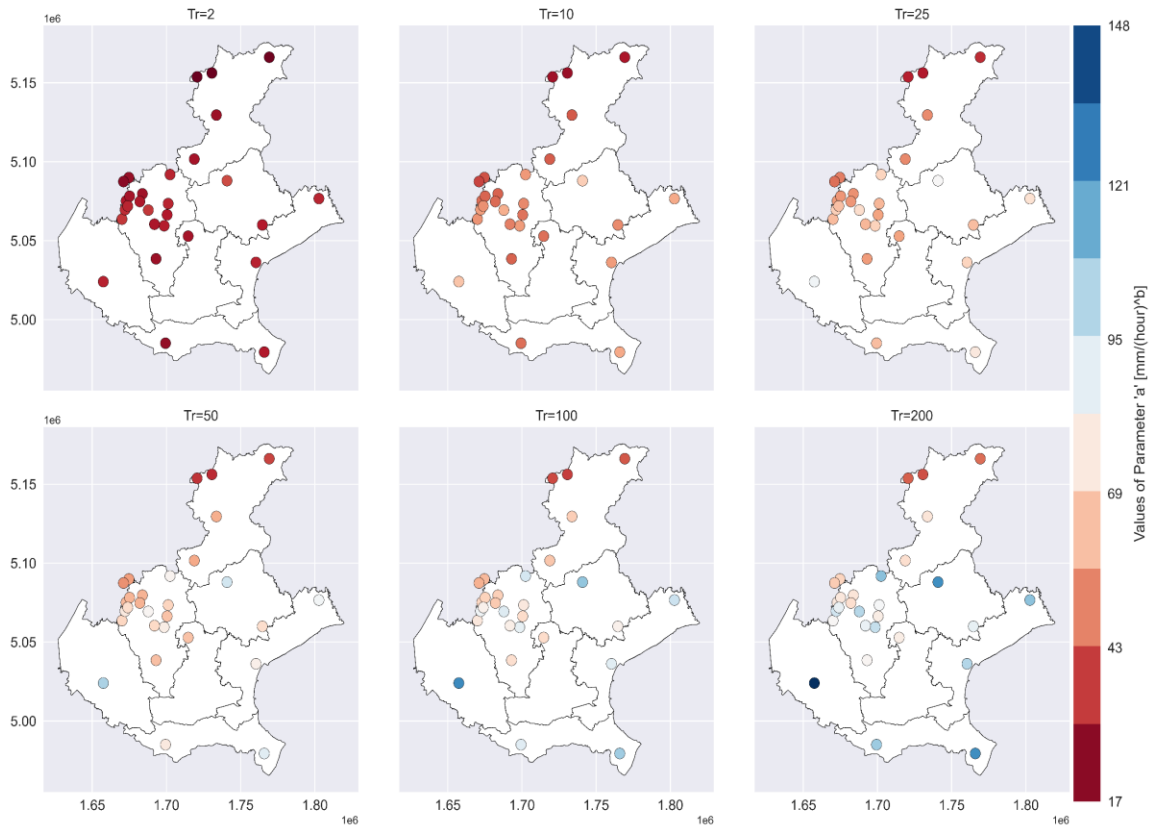 Tr=2
Tr=10
Tr=25
1e6
5.15
5.10
5.05
5.00
Tr=50
Tr=100
Tr=200
1e6
5.15
5.10
5.05
5.00
1.65
1.70
1.75
1.80
1e6
1.65
1.70
1.75
1.80
1e6
1.65
1.70
1.75
1.80
1e6
148
121
95
69
43
17
Values of Parameter 'a' [mm/(hour)^b]